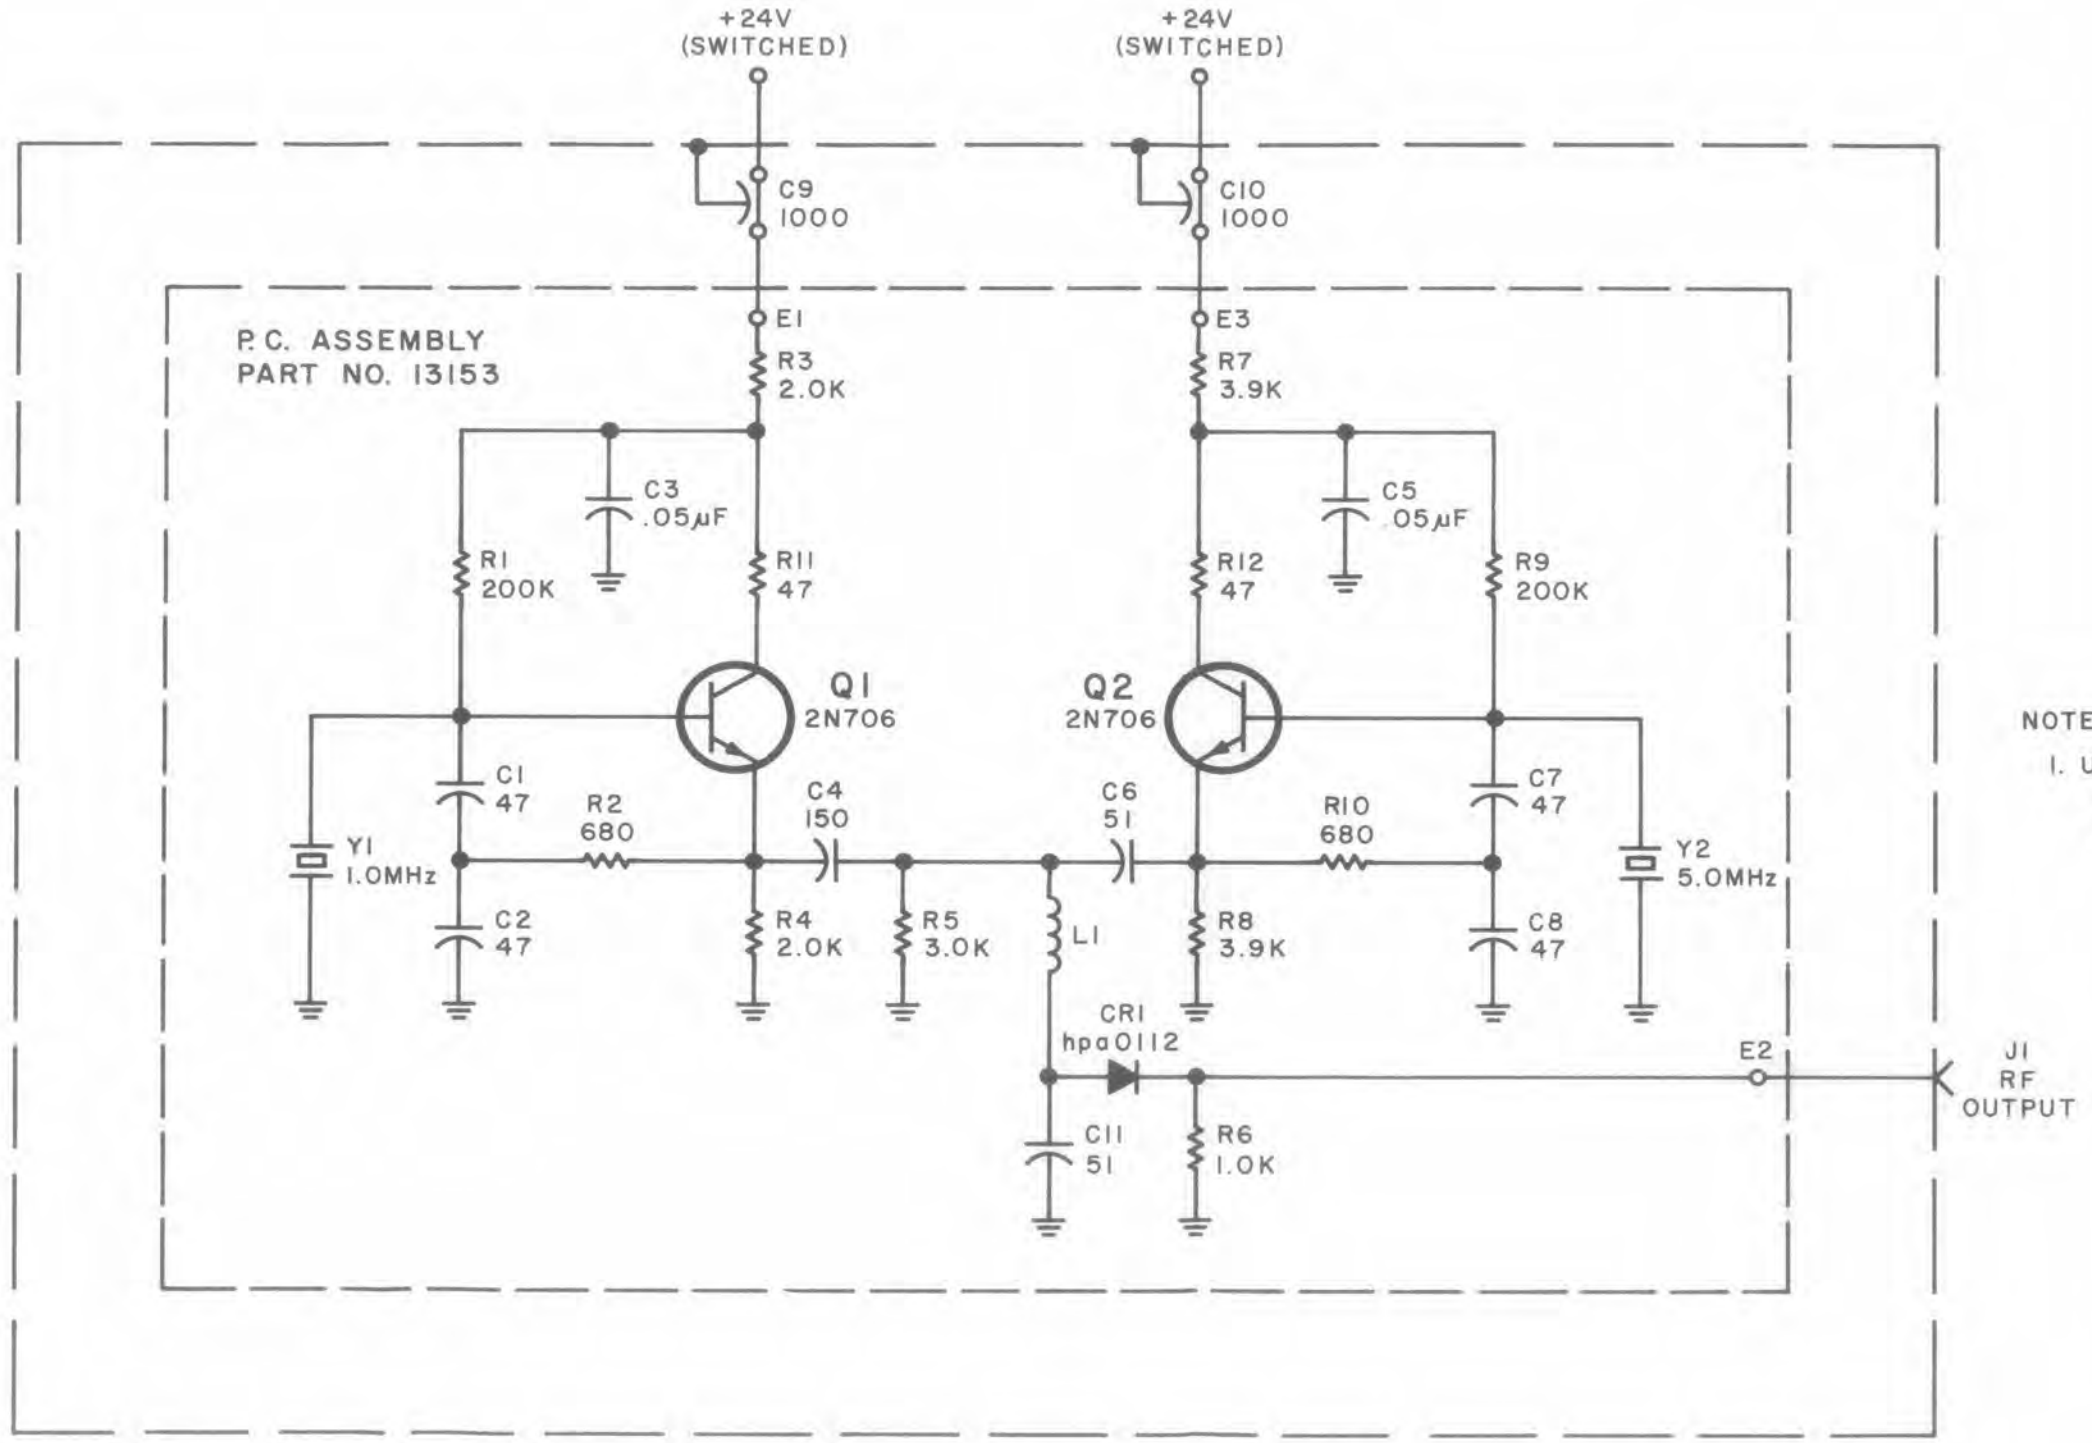 +24V
(SWITCHED)
+24V
(SWITCHED)
C9
1000
C10
1000
P.C. ASSEMBLY
PART NO. 13153
E1
R3
2.0K
E3
R7
3.9K
C3
.05µF
C5
.05µF
R1
200K
R11
47
R12
47
R9
200K
Q1
2N706
Q2
2N706
NOTE
1. U
C1
47
R2
680
C4
150
C6
51
R10
680
C7
47
Y1
1.0MHz
Y2
5.0MHz
C2
47
R4
2.0K
R5
3.0K
L1
R8
3.9K
C8
47
CR1
hpa0112
E2
J1
RF
OUTPUT
C11
51
R6
1.0K